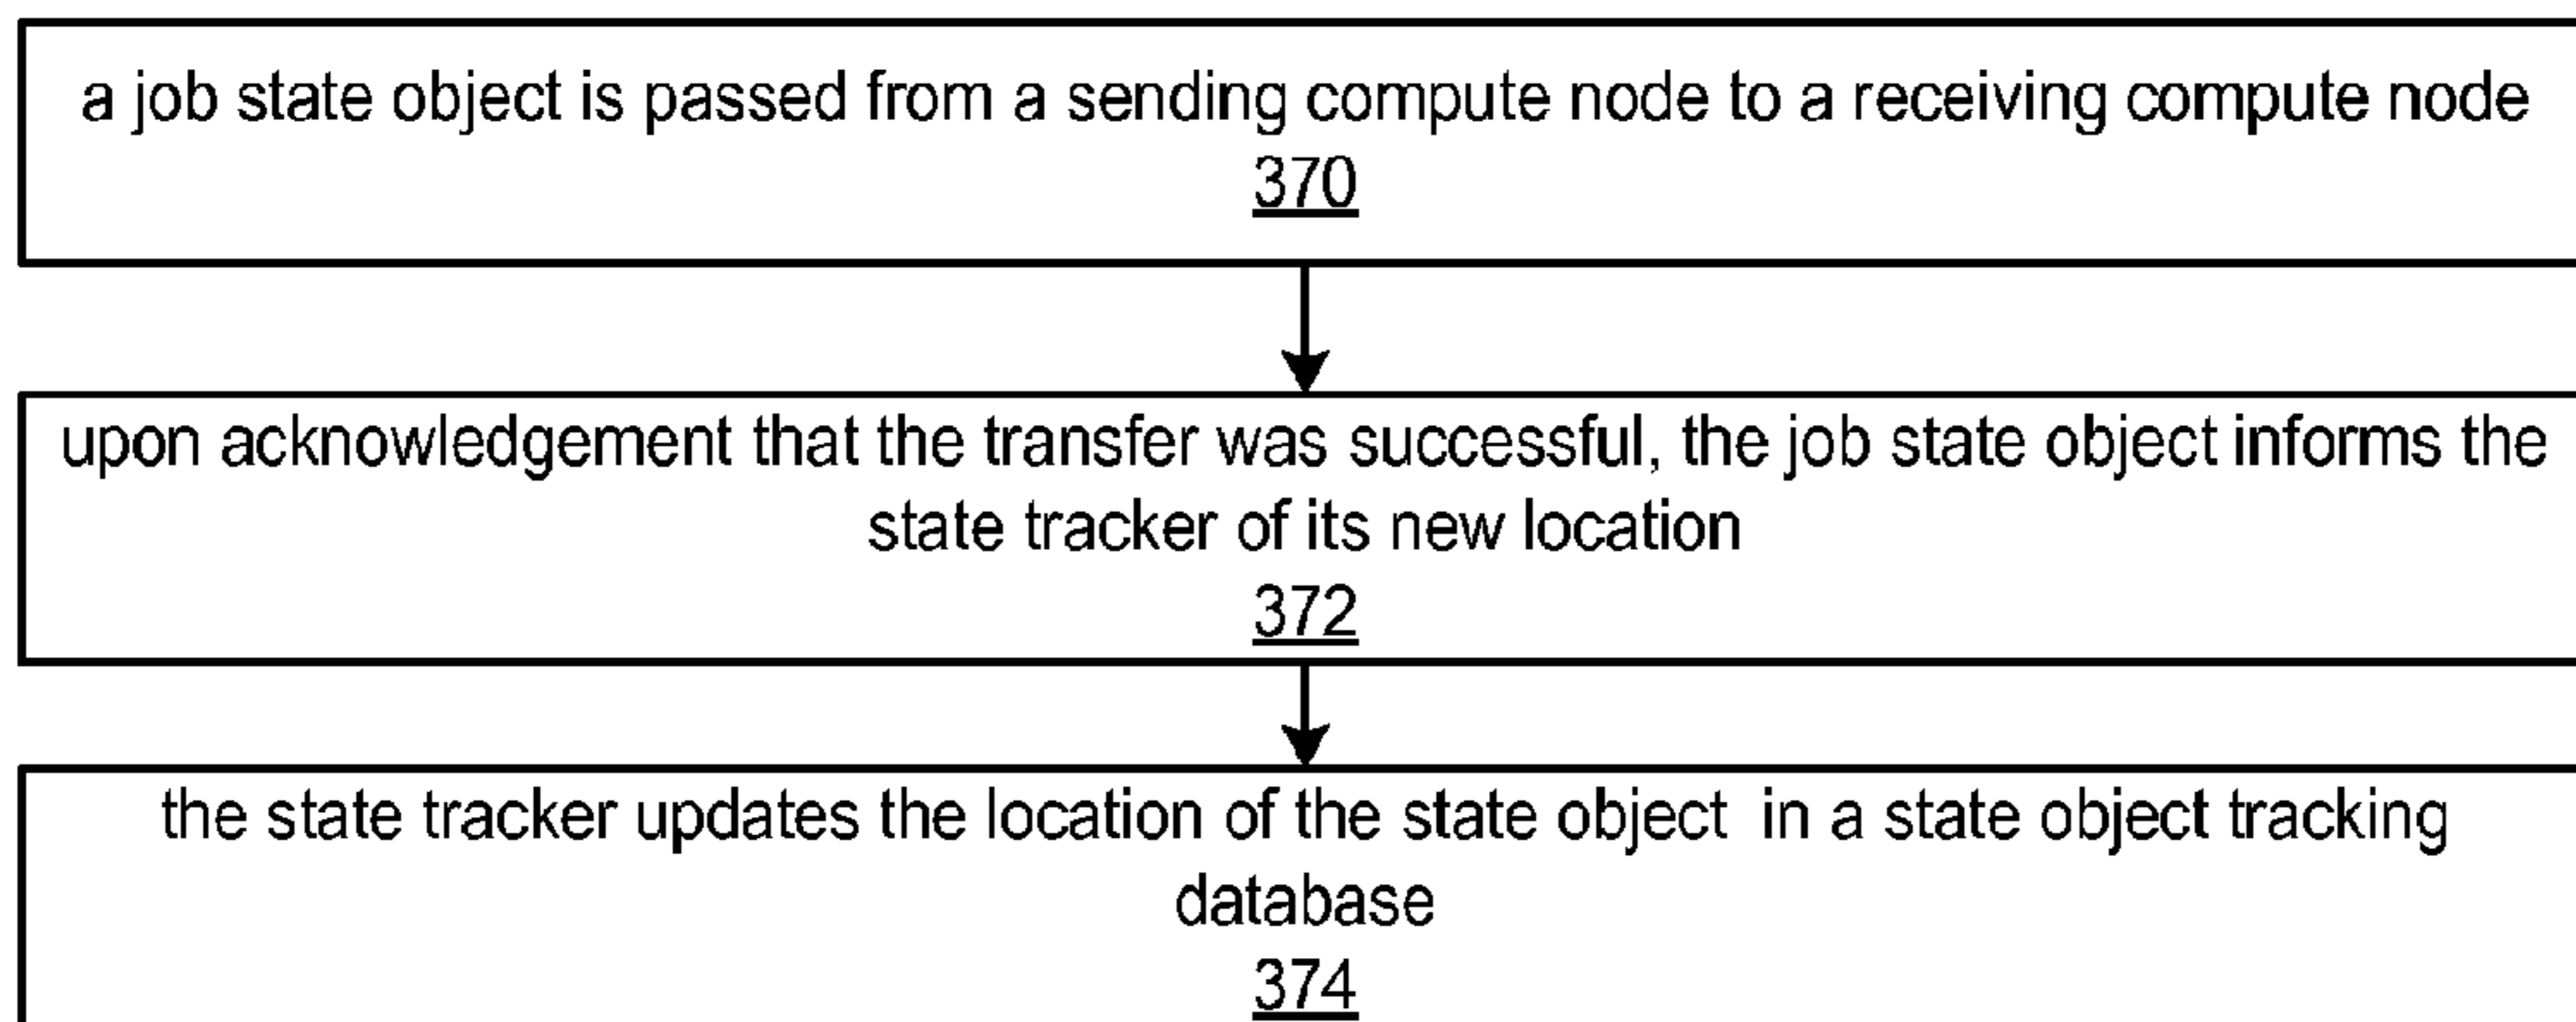 a job state object is passed from a sending compute node to a receiving compute node
370
upon acknowledgement that the transfer was successful, the job state object informs the
state tracker of its new location
372
the state tracker updates the location of the state object in a state object tracking
database
374